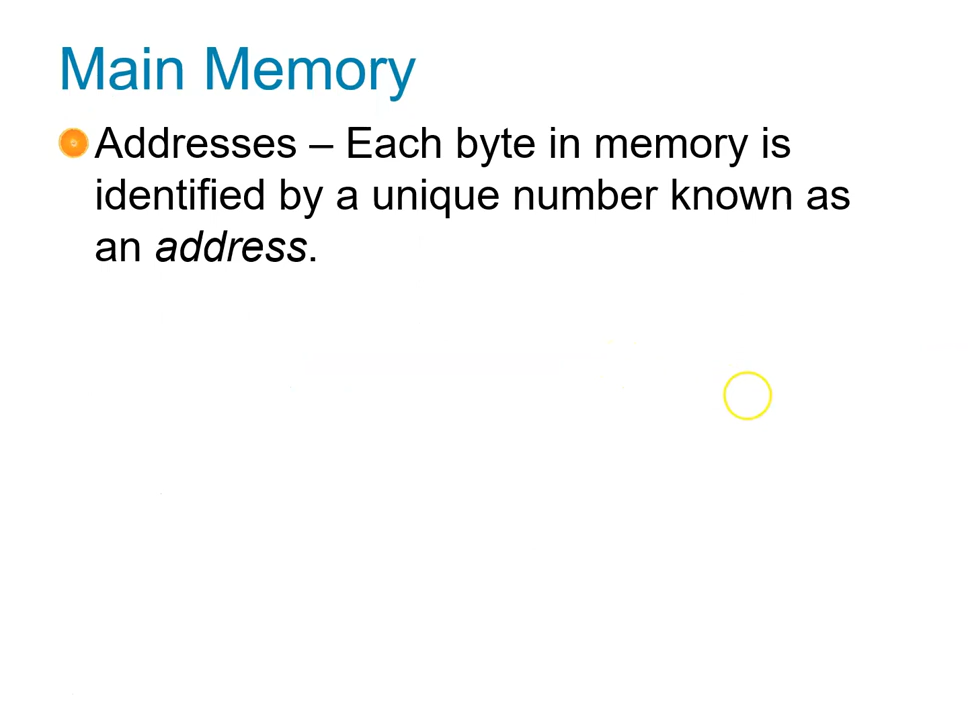 Main Memory
Addresses – Each byte in memory is
identified by a unique number known as
an address.